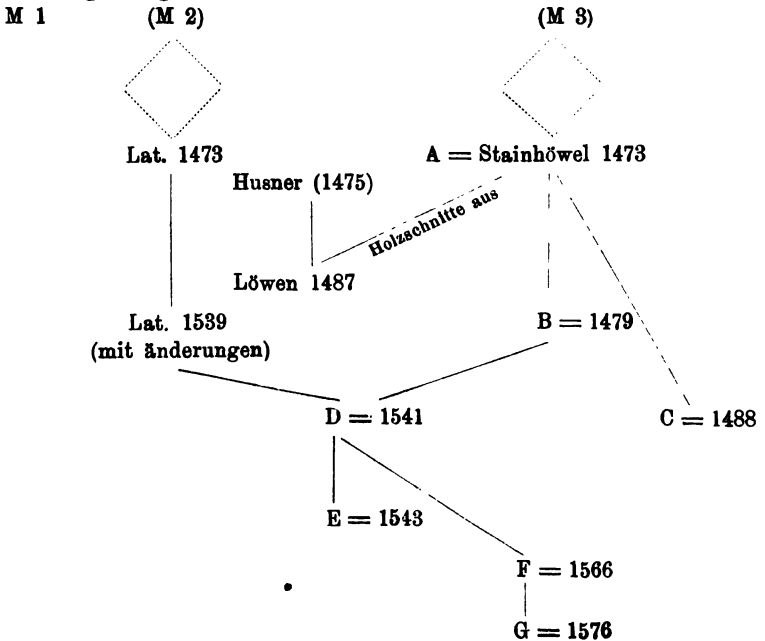 M 1 (M 2) (M 3)
Lat. 1473 A = Stainhöwel 1473
Husner (1475)
Holzschnitte aus
Löwen 1487
Lat. 1539 B = 1479
(mit änderungen)
D = 1541 C = 1488
E = 1543
F = 1566
G = 1576